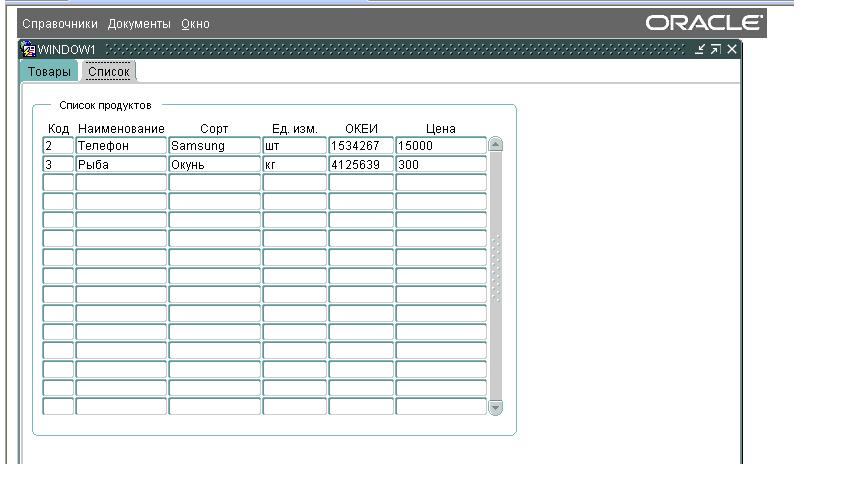 Справочники Документы Окно ORACLE
WINDOW1
Товары Список
Список продуктов
Код Наименование Сорт Ед. изм. ОКЕИ Цена
2 Телефон Samsung шт 1534267 15000
3 Рыба Окунь кг 4125639 300